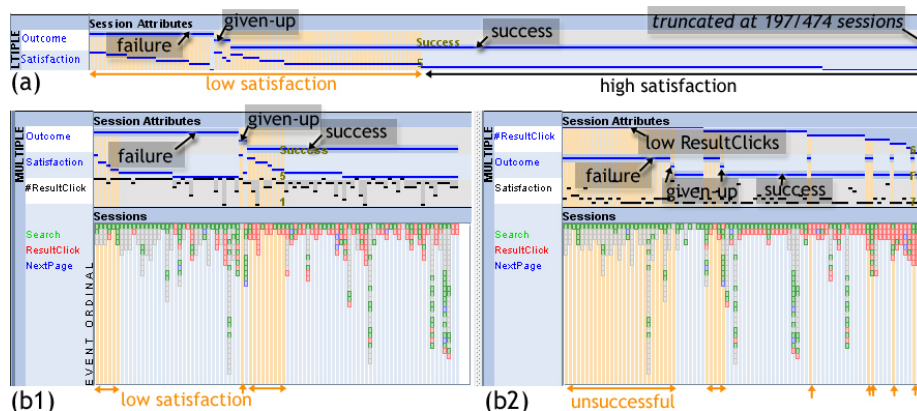 Session Attributes
given-up
truncated at 197/474 sessions
LTIPLE
Outcome
failure
Success
success
Satisfaction
5
(a)
low satisfaction
high satisfaction
Session Attributes
given-up
MULTIPLE
Outcome
failure
success
Success
Satisfaction
5
#ResultClick
1
Sessions
Search
ResultClick
NextPage
EVENT ORDINAL
(b1)
low satisfaction
Session Attributes
MULTIPLE
#ResultClick
low ResultClicks
Outcome
failure
given-up
success
Satisfaction
Sessions
Search
ResultClick
NextPage
(b2)
unsuccessful